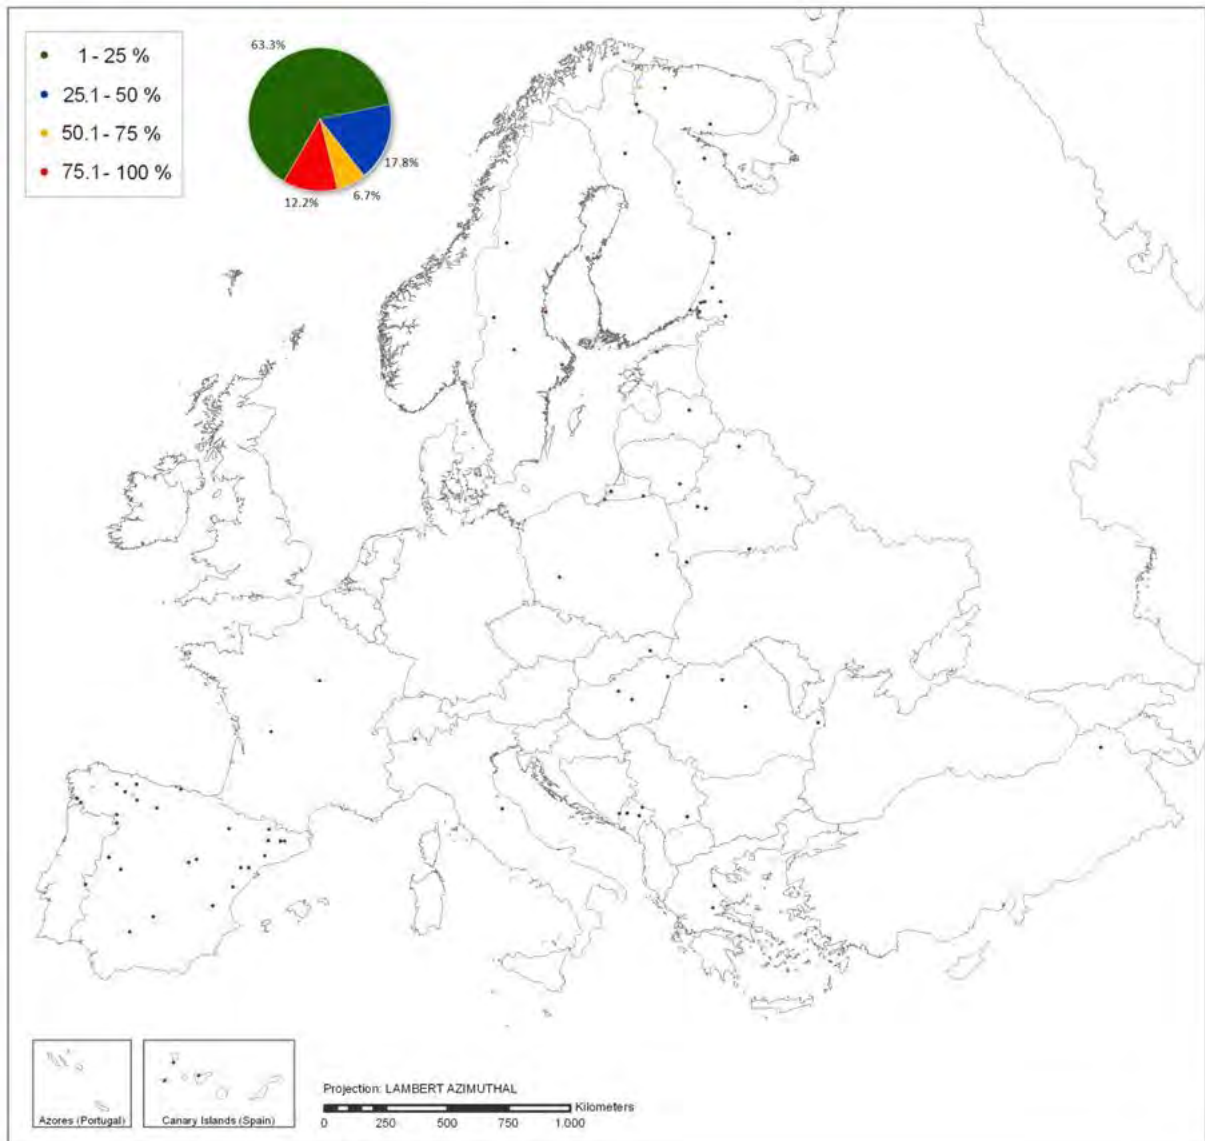 1 - 25 %
25.1 - 50 %
50.1 - 75 %
75.1 - 100 %
63.3%
17.8%
6.7%
12.2%
Azores (Portugal)
Canary Islands (Spain)
Projection: LAMBERT AZIMUTHAL
Kilometers
0 250 500 750 1.000